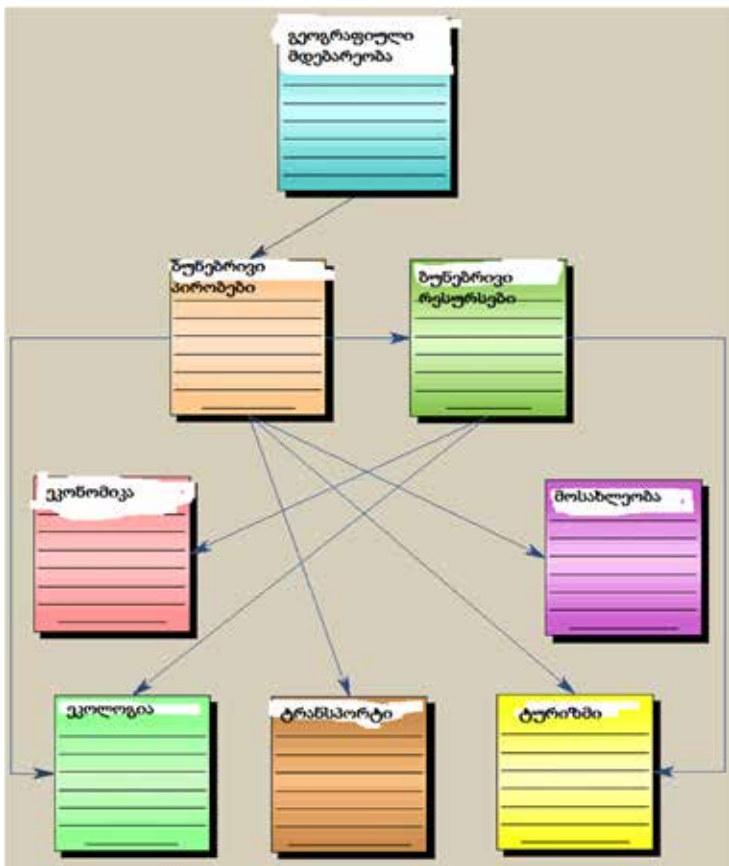 გეოგრაფიული
მდებარეობა
ბუნებრივი
პირობები
ბუნებრივი
რესურსები
ეკონომიკა
მოსახლეობა
ეკოლოგია
ტრანსპორტი
ტურიზმი